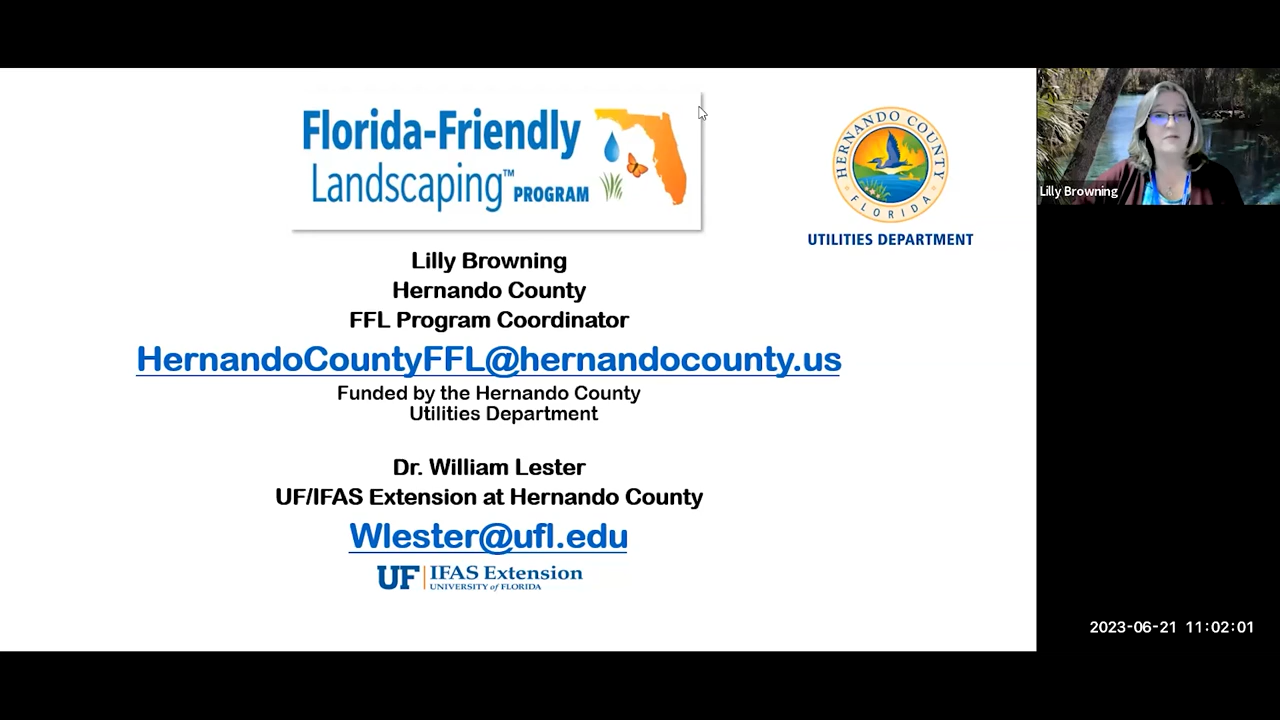 Florida-Friendly
Landscaping™ PROGRAM
HERNANDO COUNTY
FLORIDA
UTILITIES DEPARTMENT
Lilly Browning
Lilly Browning
Hernando County
FFL Program Coordinator
HernandoCountyFFL@hernandocounty.us
Funded by the Hernando County
Utilities Department
Dr. William Lester
UF/IFAS Extension at Hernando County
Wlester@ufl.edu
UF IFAS Extension
UNIVERSITY of FLORIDA
2023-06-21 11:02:01